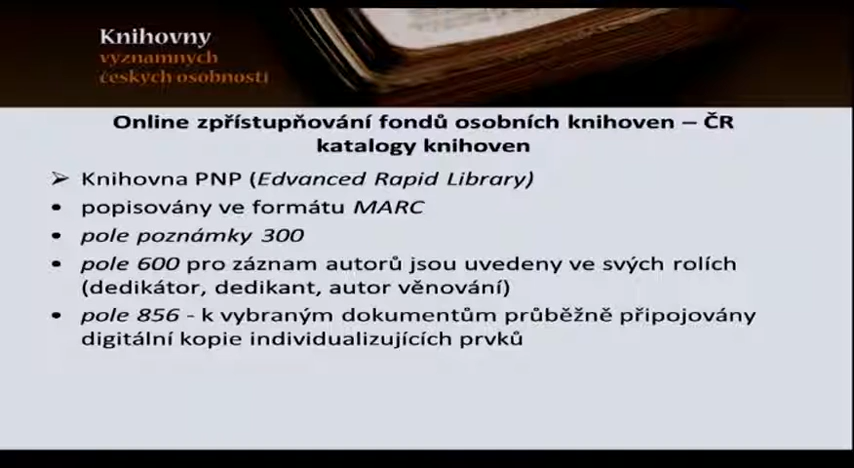 Knihovny
významných
českých osobností
Online zpřístupňování fondů osobních knihoven – ČR
katalogy knihoven
➢ Knihovna PNP (Edvanced Rapid Library)
• popisovány ve formátu MARC
• pole poznámky 300
• pole 600 pro záznam autorů jsou uvedeny ve svých rolích
(dedikátor, dedikant, autor věnování)
• pole 856 - k vybraným dokumentům průběžně připojovány
digitální kopie individualizujících prvků